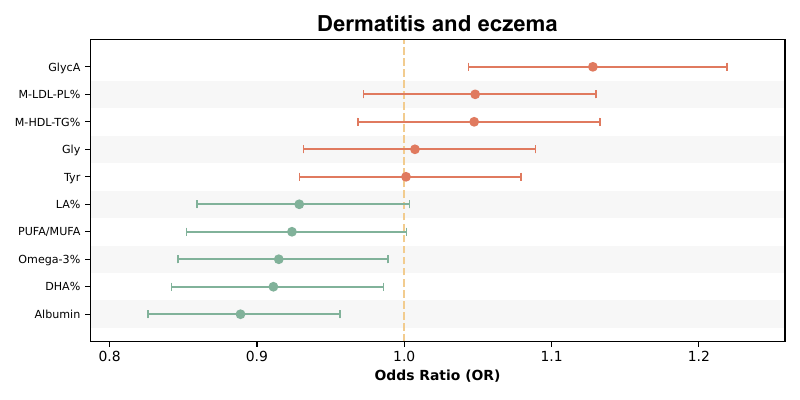 Dermatitis and eczema
GlycA
M-LDL-PL%
M-HDL-TG%
Gly
Tyr
LA%
PUFA/MUFA
Omega-3%
DHA%
Albumin
0.8 0.9 1.0 1.1 1.2
Odds Ratio (OR)